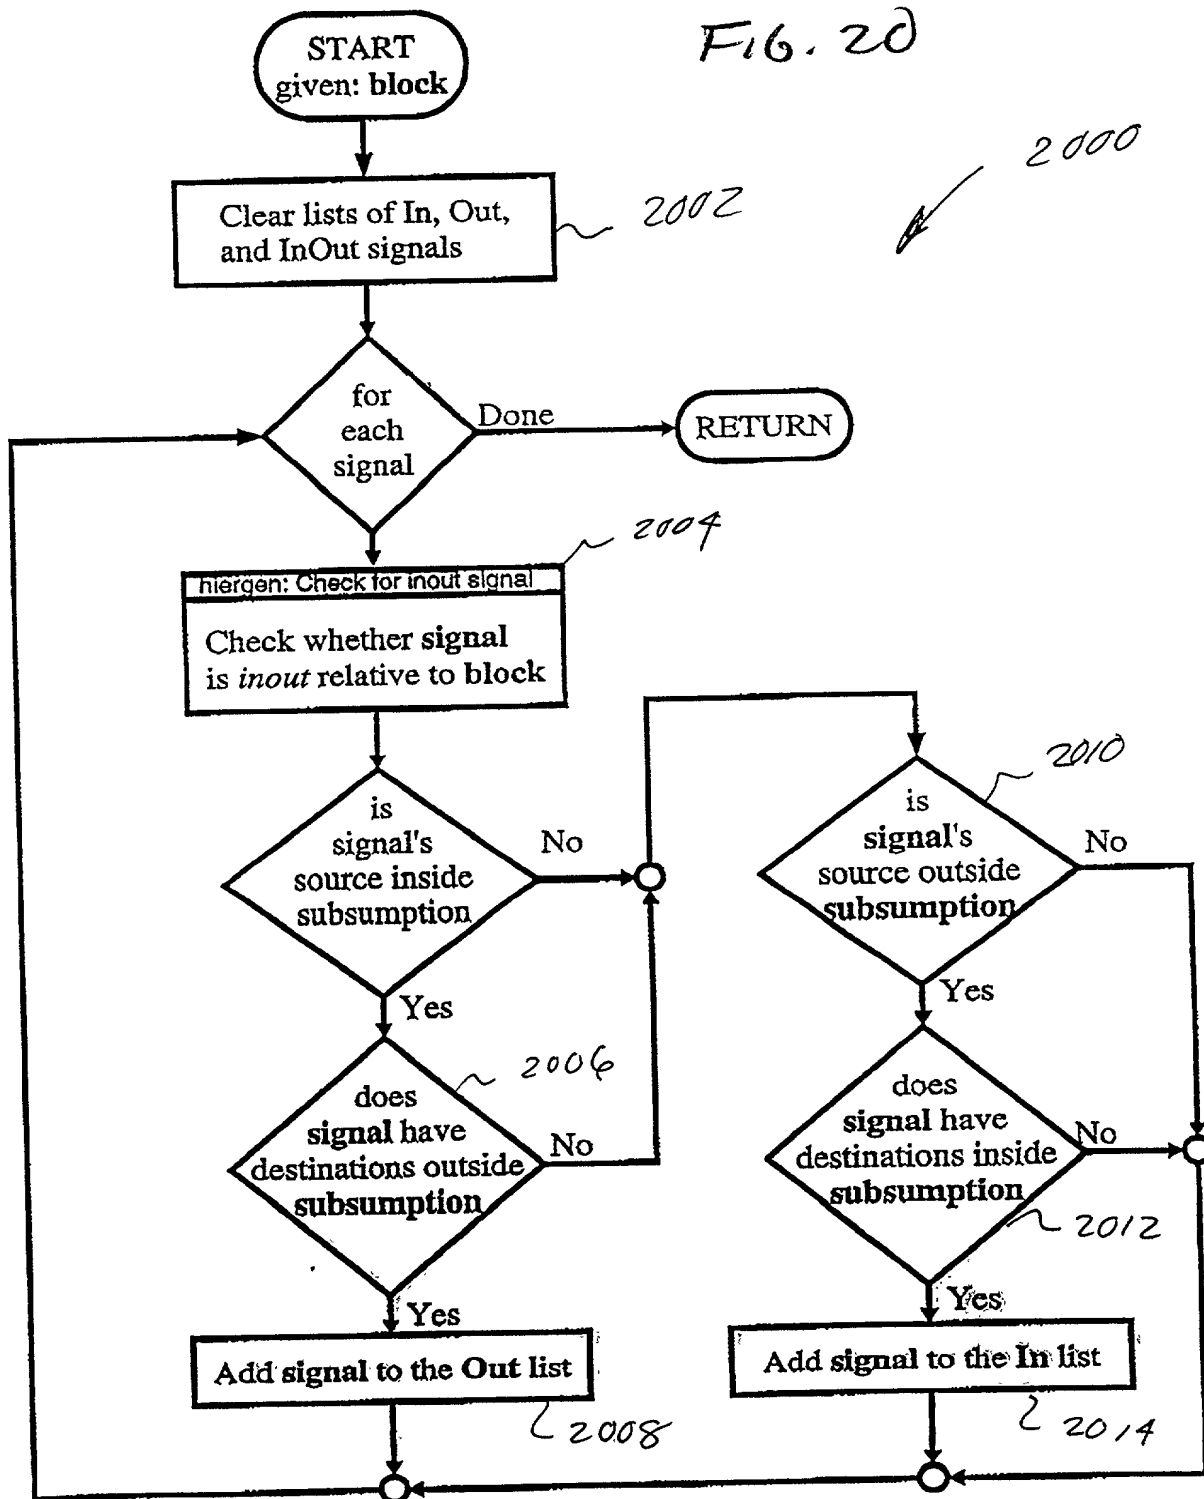 FIG. 20
START
given: block
2000
Clear lists of In, Out,
and InOut signals
2002
for
each
signal
Done
RETURN
2004
hiergen: Check for inout signal
Check whether signal
is inout relative to block
is
signal's
source inside
subsumption
No
Yes
2010
is
signal's
source outside
subsumption
No
Yes
2006
does
signal have
destinations outside
subsumption
No
Yes
does
signal have
destinations inside
subsumption
No
2012
Yes
Add signal to the Out list
2008
Add signal to the In list
2014